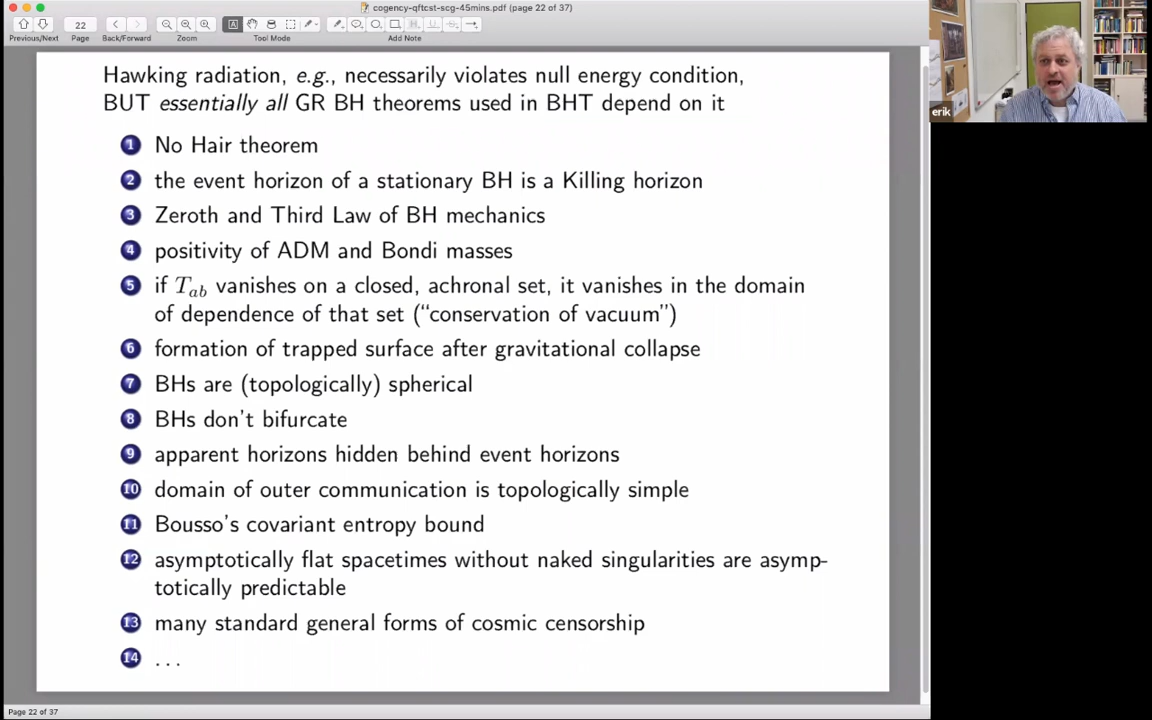 cogency-qftcst-scg-45mins.pdf (page 22 of 37)
22
Previous/Next
Page
Back/Forward
Zoom
Tool Mode
Add Note
erik
Hawking radiation, e.g., necessarily violates null energy condition,
BUT essentially all GR BH theorems used in BHT depend on it
1 No Hair theorem
2 the event horizon of a stationary BH is a Killing horizon
3 Zeroth and Third Law of BH mechanics
4 positivity of ADM and Bondi masses
5 if Tab vanishes on a closed, achronal set, it vanishes in the domain
of dependence of that set (“conservation of vacuum”)
6 formation of trapped surface after gravitational collapse
7 BHs are (topologically) spherical
8 BHs don't bifurcate
9 apparent horizons hidden behind event horizons
10 domain of outer communication is topologically simple
11 Bousso's covariant entropy bound
12 asymptotically flat spacetimes without naked singularities are asymp-
totically predictable
13 many standard general forms of cosmic censorship
14 . . .
Page 22 of 37